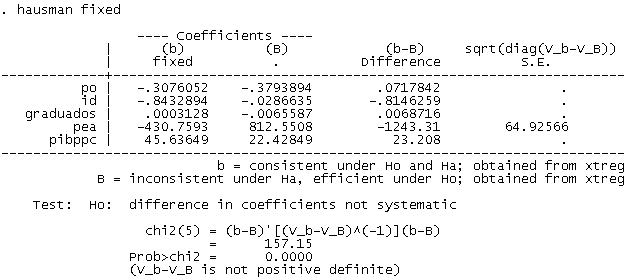 . hausman fixed
---- Coefficients ----
| (b) (B) (b-B) sqrt(diag(V_b-V_B))
| fixed . Difference S.E.
po | -.3076052 -.3793894 .0717842 .
id | -.8432894 -.0286635 -.8146259 .
graduados | .0003128 -.0065587 .0068716 .
pea | -430.7593 812.5508 -1243.31 64.92566
pibppc | 45.63649 22.42849 23.208 .
b = consistent under Ho and Ha; obtained from xtreg
B = inconsistent under Ha, efficient under Ho; obtained from xtreg
Test: Ho: difference in coefficients not systematic
chi2(5) = (b-B)'[(V_b-V_B)^(-1)](b-B)
= 157.15
Prob>chi2 = 0.0000
(V_b-V_B is not positive definite)